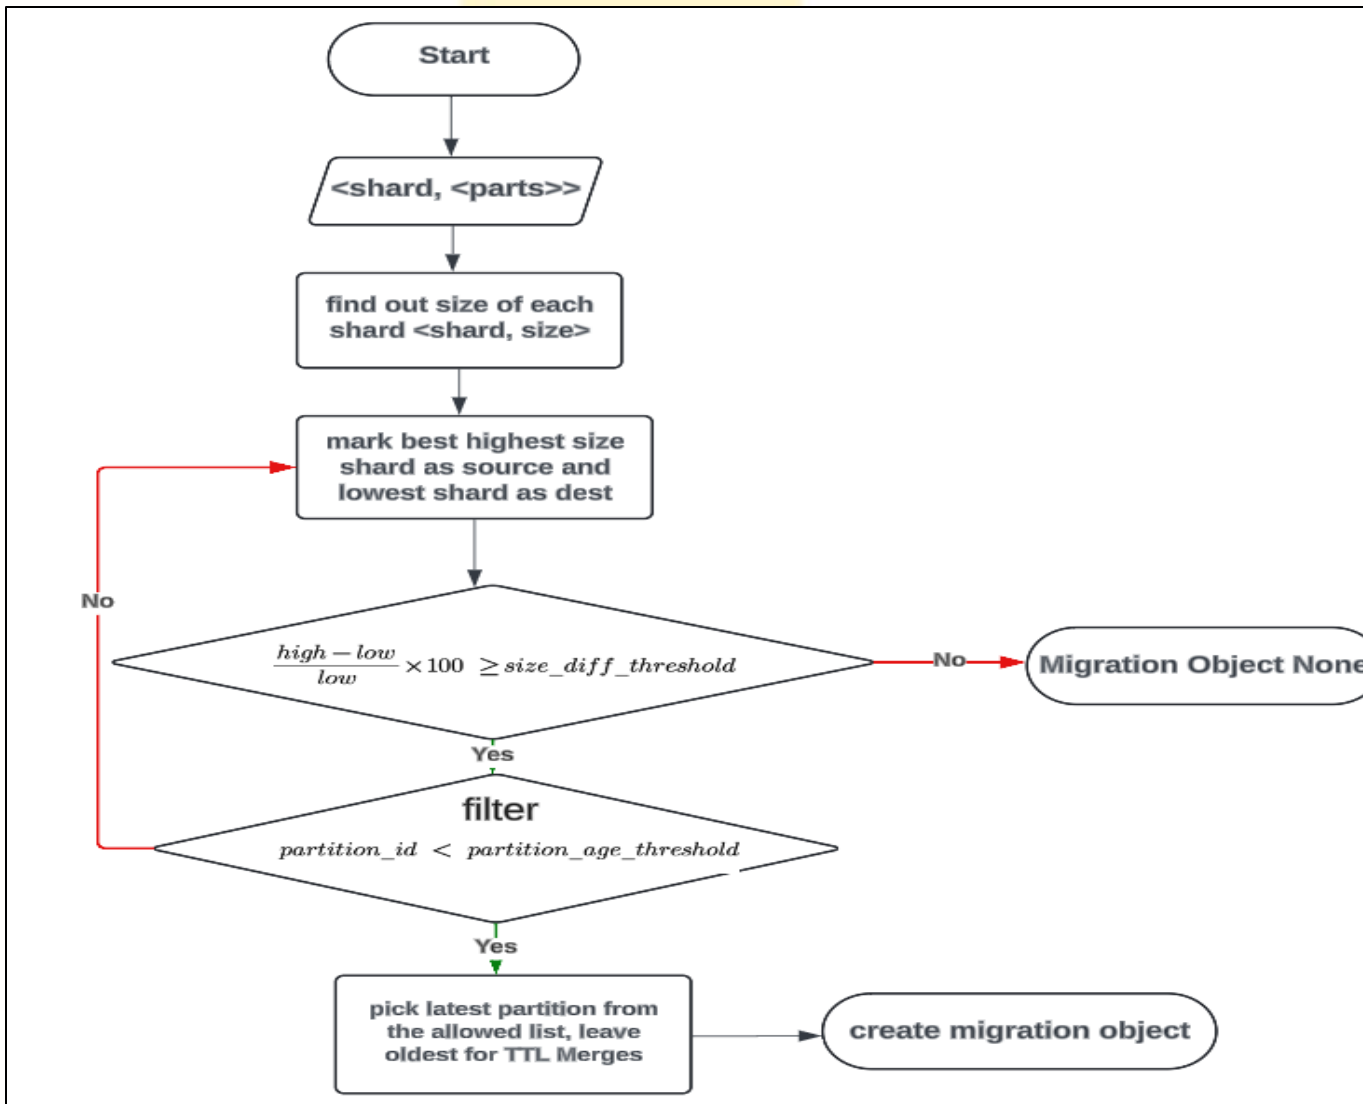 Start
<shard, <parts>>
find out size of each
shard <shard, size>
mark best highest size
shard as source and
lowest shard as dest
No
high − low
low
×100 ≥ size_diff_threshold
No
Migration Object None
Yes
filter
partition_id < partition_age_threshold
Yes
pick latest partition from
the allowed list, leave
oldest for TTL Merges
create migration object